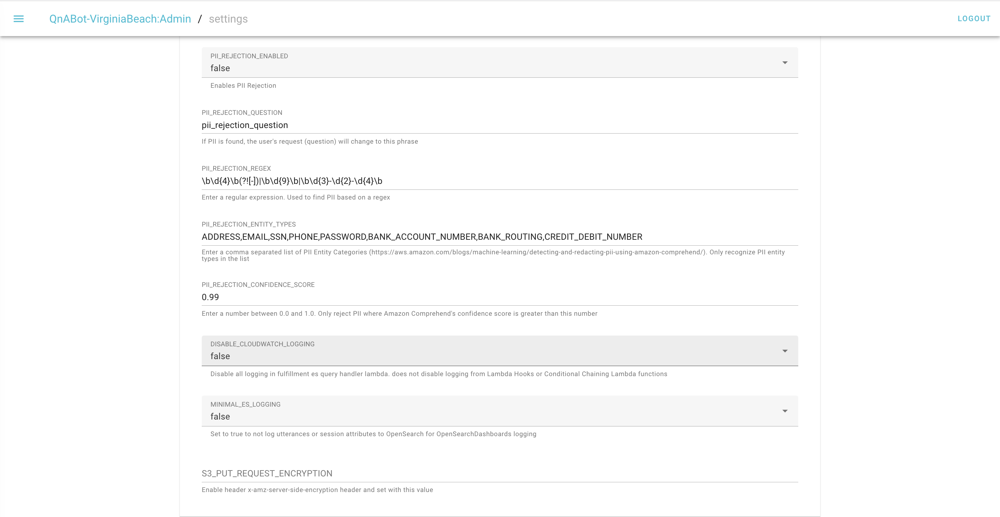 QnABot-VirginiaBeach:Admin / settings LOGOUT
PII_REJECTION_ENABLED
false
Enables PII Rejection
PII_REJECTION_QUESTION
pii_rejection_question
If PII is found, the user's request (question) will change to this phrase
PII_REJECTION_REGEX
\b\d{4}\b(?![-])|\b\d{9}\b|\b\d{3}-\d{2}-\d{4}\b
Enter a regular expression. Used to find PII based on a regex
PII_REJECTION_ENTITY_TYPES
ADDRESS,EMAIL,SSN,PHONE,PASSWORD,BANK_ACCOUNT_NUMBER,BANK_ROUTING,CREDIT_DEBIT_NUMBER
Enter a comma separated list of PII Entity Categories (https://aws.amazon.com/blogs/machine-learning/detecting-and-redacting-pii-using-amazon-comprehend/). Only recognize PII entity
types in the list
PII_REJECTION_CONFIDENCE_SCORE
0.99
Enter a number between 0.0 and 1.0. Only reject PII where Amazon Comprehend's confidence score is greater than this number
DISABLE_CLOUDWATCH_LOGGING
false
Disable all logging in fulfillment es query handler lambda. does not disable logging from Lambda Hooks or Conditional Chaining Lambda functions
MINIMAL_ES_LOGGING
false
Set to true to not log utterances or session attributes to OpenSearch for OpenSearchDashboards logging
S3_PUT_REQUEST_ENCRYPTION
Enable header x-amz-server-side-encryption header and set with this value